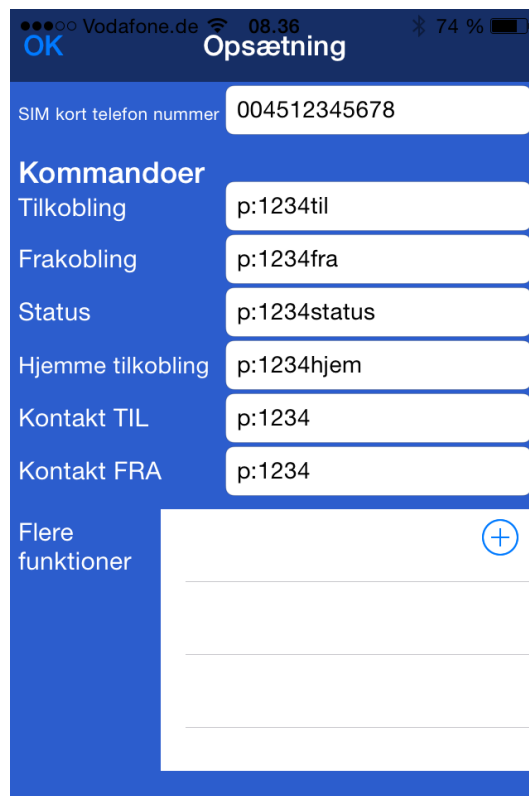 ●●●○○ Vodafone.de 08.36 74 %
OK Opsætning
SIM kort telefon nummer 004512345678
Kommandoer
Tilkobling p:1234til
Frakobling p:1234fra
Status p:1234status
Hjemme tilkobling p:1234hjem
Kontakt TIL p:1234
Kontakt FRA p:1234
Flere
funktioner